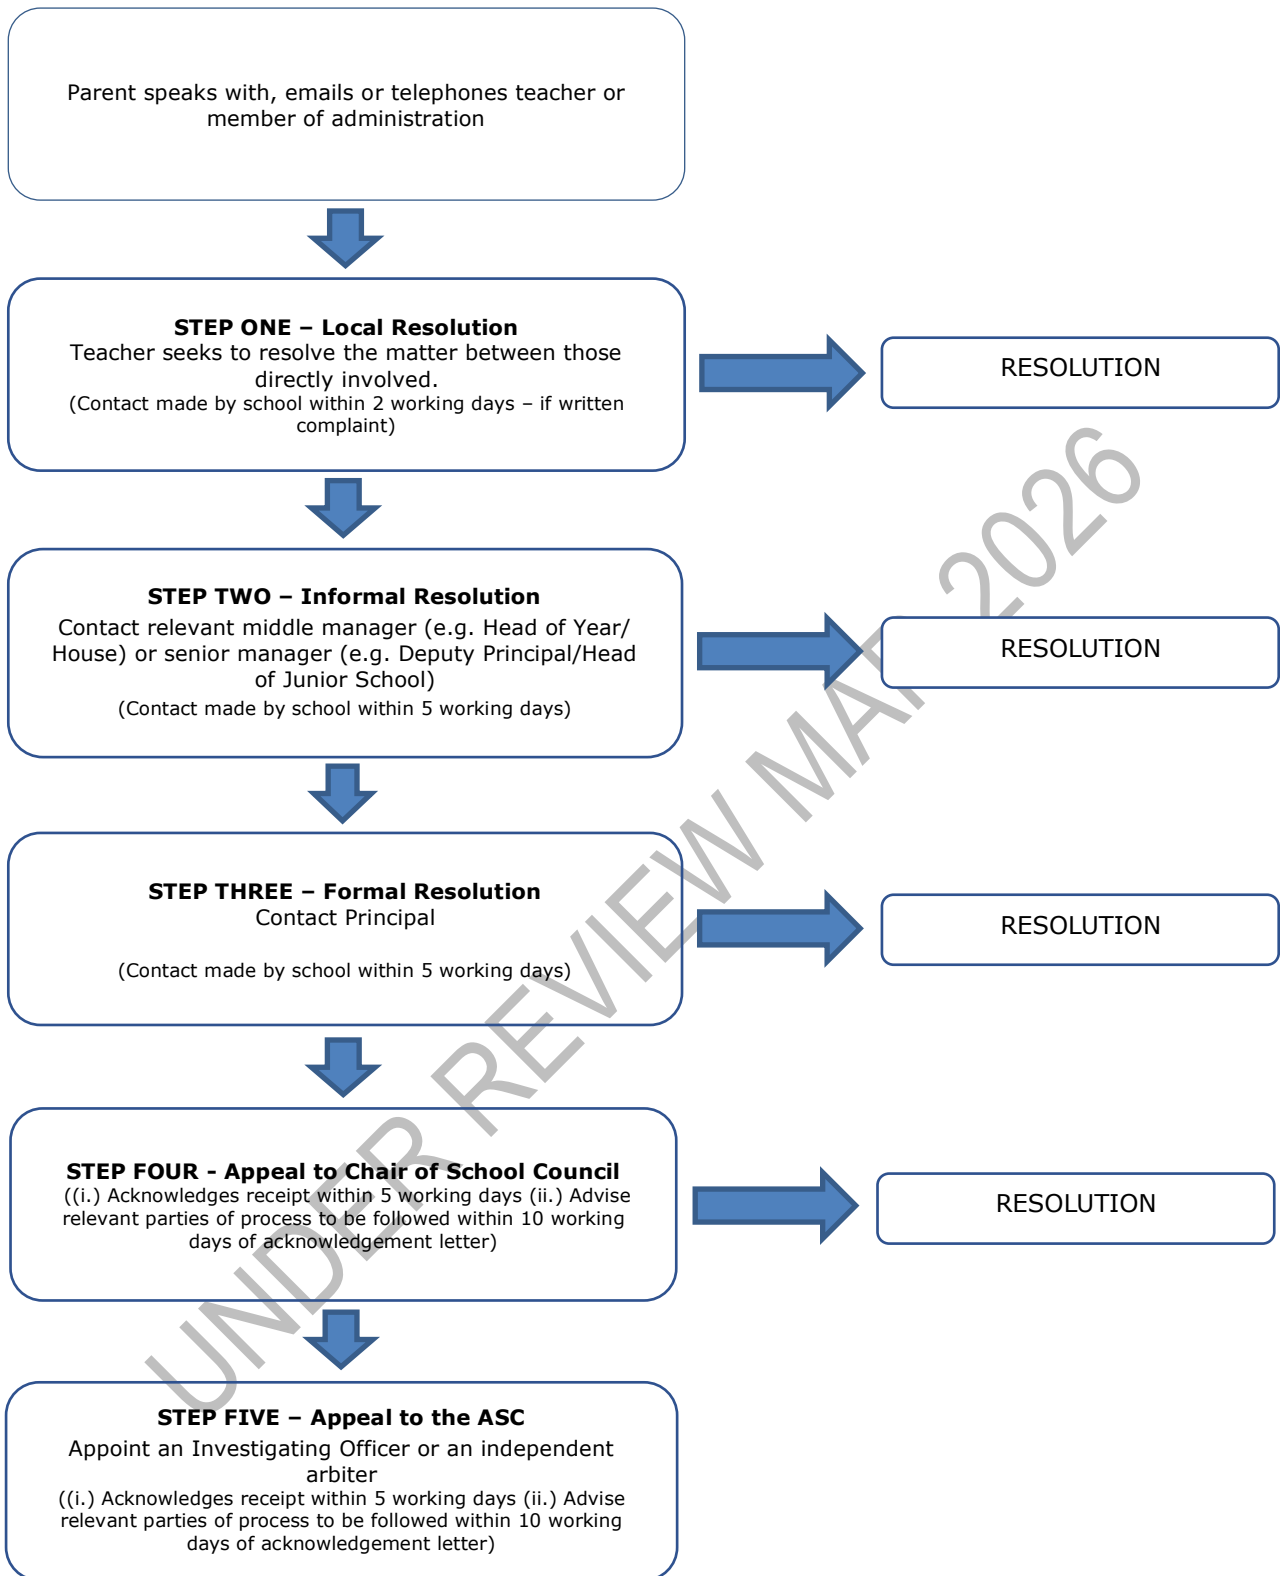 Parent speaks with, emails or telephones teacher or
member of administration
STEP ONE – Local Resolution
Teacher seeks to resolve the matter between those
directly involved.
(Contact made by school within 2 working days – if written
complaint)
RESOLUTION
STEP TWO – Informal Resolution
Contact relevant middle manager (e.g. Head of Year/
House) or senior manager (e.g. Deputy Principal/Head
of Junior School)
(Contact made by school within 5 working days)
RESOLUTION
STEP THREE – Formal Resolution
Contact Principal
(Contact made by school within 5 working days)
RESOLUTION
STEP FOUR - Appeal to Chair of School Council
((i.) Acknowledges receipt within 5 working days (ii.) Advise
relevant parties of process to be followed within 10 working
days of acknowledgement letter)
RESOLUTION
STEP FIVE – Appeal to the ASC
Appoint an Investigating Officer or an independent
arbiter
((i.) Acknowledges receipt within 5 working days (ii.) Advise
relevant parties of process to be followed within 10 working
days of acknowledgement letter)
UNDER REVIEW MAR 2026